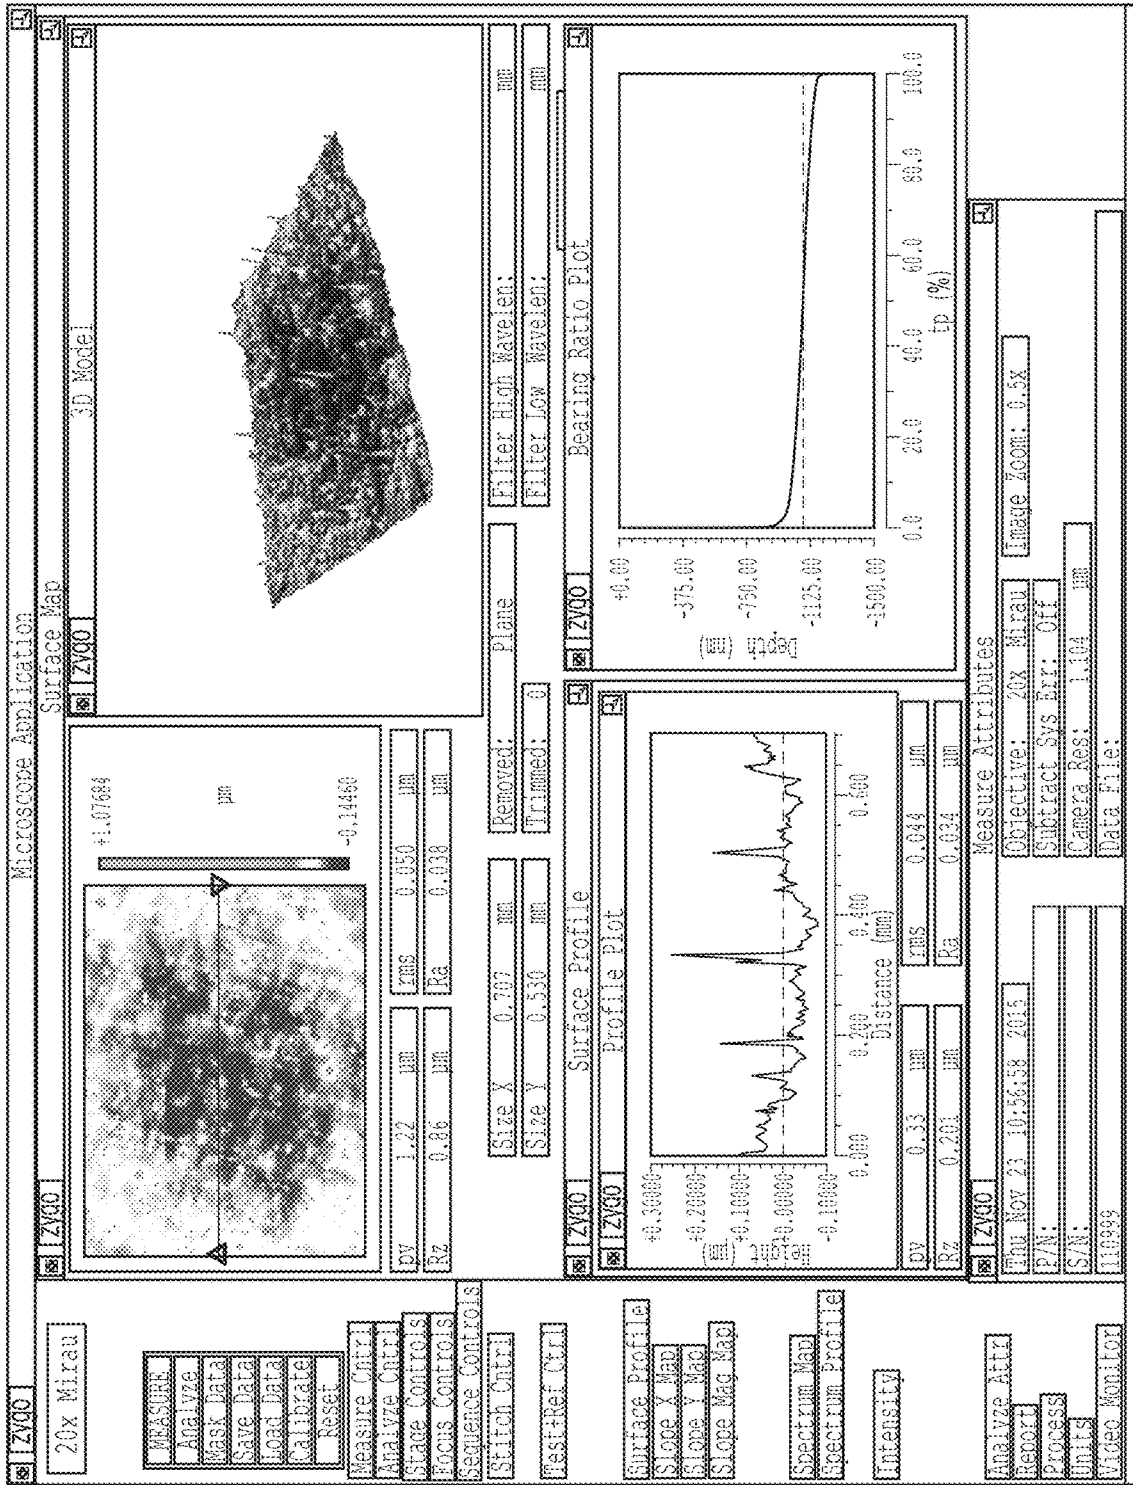 zygo Microscope Application
20x Mirau
MEASURE
Analyze
Mask Data
Save Data
Load Data
Calibrate
Reset
Measure Cntrl
Analyze Cntrl
Stage Controls
Focus Controls
Sequence Controls
Stitch Cntrl
TestRef Ctrl
Surface Profile
Slope X Map
Slope Y Map
Slope Mag Map
Spectrum Map
Spectrum Profile
Intensity
Analyze Attr
Report
Process
Units
Video Monitor
zygo Surface Map
+1.07684
µm
-0.14460
pv 1.22 µm
rms 0.050 µm
Rz 0.86 µm
Ra 0.038 µm
zygo 3D Model
Size X 0.707 mm
Removed: Plane
Filter High Wavelen: mm
Size Y 0.530 mm
Trimmed: 0
Filter Low Wavelen: mm
zygo Surface Profile
zygo Profile Plot
+0.30000
+0.20000
+0.10000
+0.00000
-0.10000
Height (µm)
0.000 0.200 0.400 0.600
Distance (mm)
pv 0.33 µm
rms 0.044 µm
Rz 0.201 µm
Ra 0.034 µm
zygo Bearing Ratio Plot
+0.00
-375.00
-750.00
-1125.00
-1500.00
Depth (nm)
0.0 20.0 40.0 60.0 80.0 100.0
tp (%)
zygo Measure Attributes
Thu Nov 23 10:56:58
Objective: 20x Mirau
Image Zoom: 0.5X
P/N:
Subtract Sys Err: Off
S/N:
Camera Res: 1.104 µm
Data File: